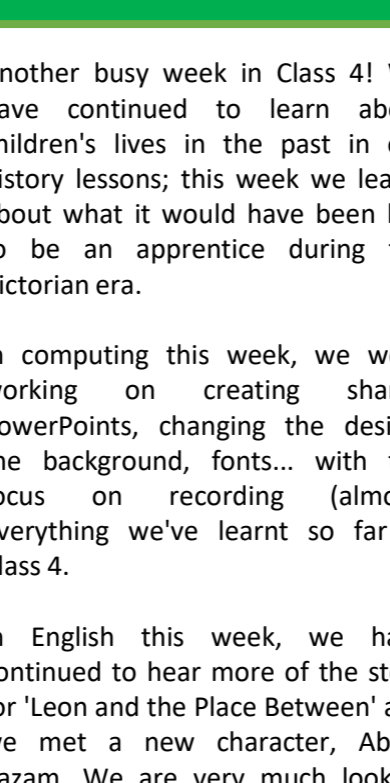 nother busy week in Class 4!
ave continued to learn ab
hildren's lives in the past in
istory lessons; this week we lea
bout what it would have been
o be an apprentice during
ictorian era.
computing this week, we w
orking on creating shar
owerPoints, changing the desi
he background, fonts... with
ocus on recording (almo
verything we've learnt so far
lass 4.
English this week, we ha
ontinued to hear more of the st
or 'Leon and the Place Between' a
e met a new character, Ab
azam. We are very much look